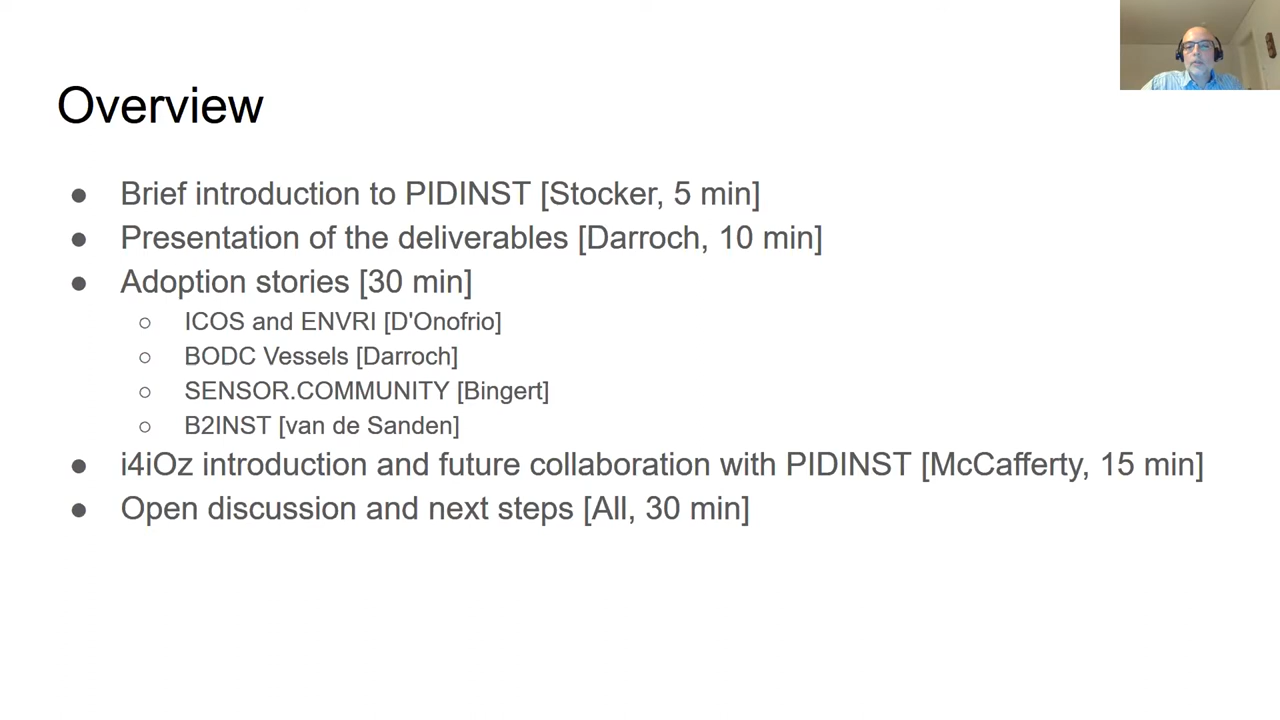 Overview
● Brief introduction to PIDINST [Stocker, 5 min]
● Presentation of the deliverables [Darroch, 10 min]
● Adoption stories [30 min]
○ ICOS and ENVRI [D'Onofrio]
○ BODC Vessels [Darroch]
○ SENSOR.COMMUNITY [Bingert]
○ B2INST [van de Sanden]
● i4iOz introduction and future collaboration with PIDINST [McCafferty, 15 min]
● Open discussion and next steps [All, 30 min]